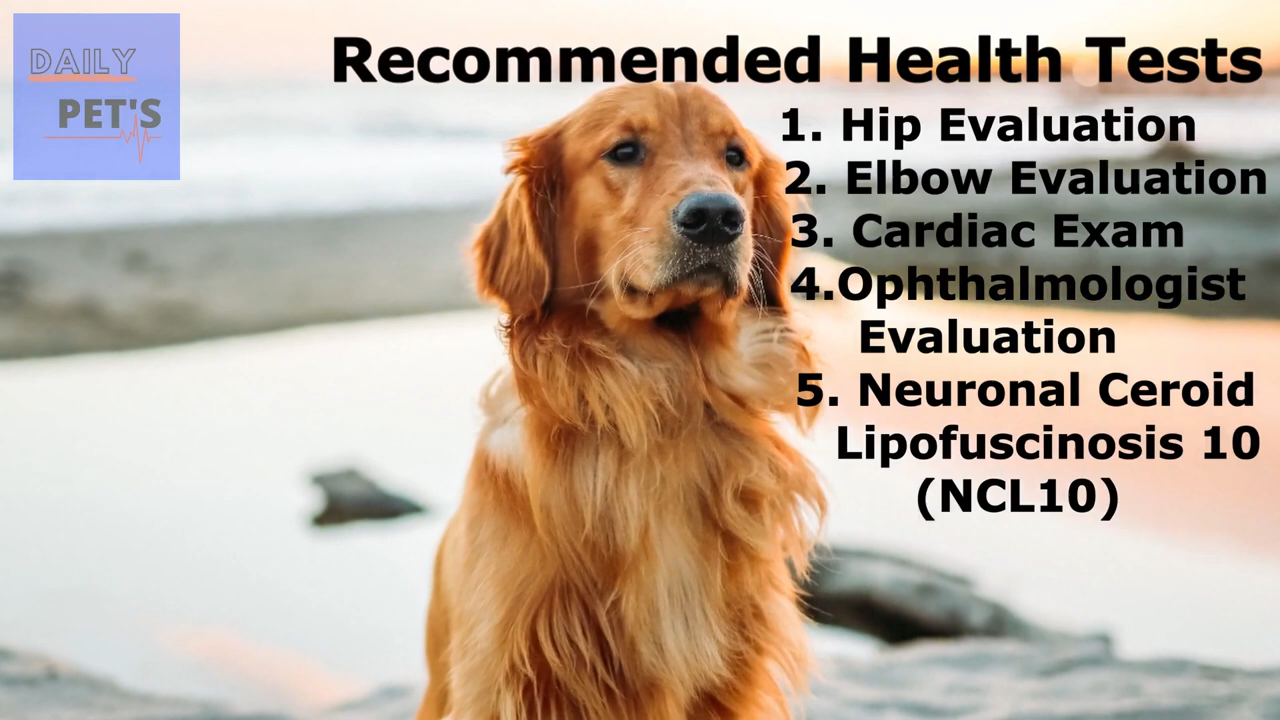 DAILY
PET'S
Recommended Health Tests
1. Hip Evaluation
2. Elbow Evaluation
3. Cardiac Exam
4.Ophthalmologist
Evaluation
5. Neuronal Ceroid
Lipofuscinosis 10
(NCL10)